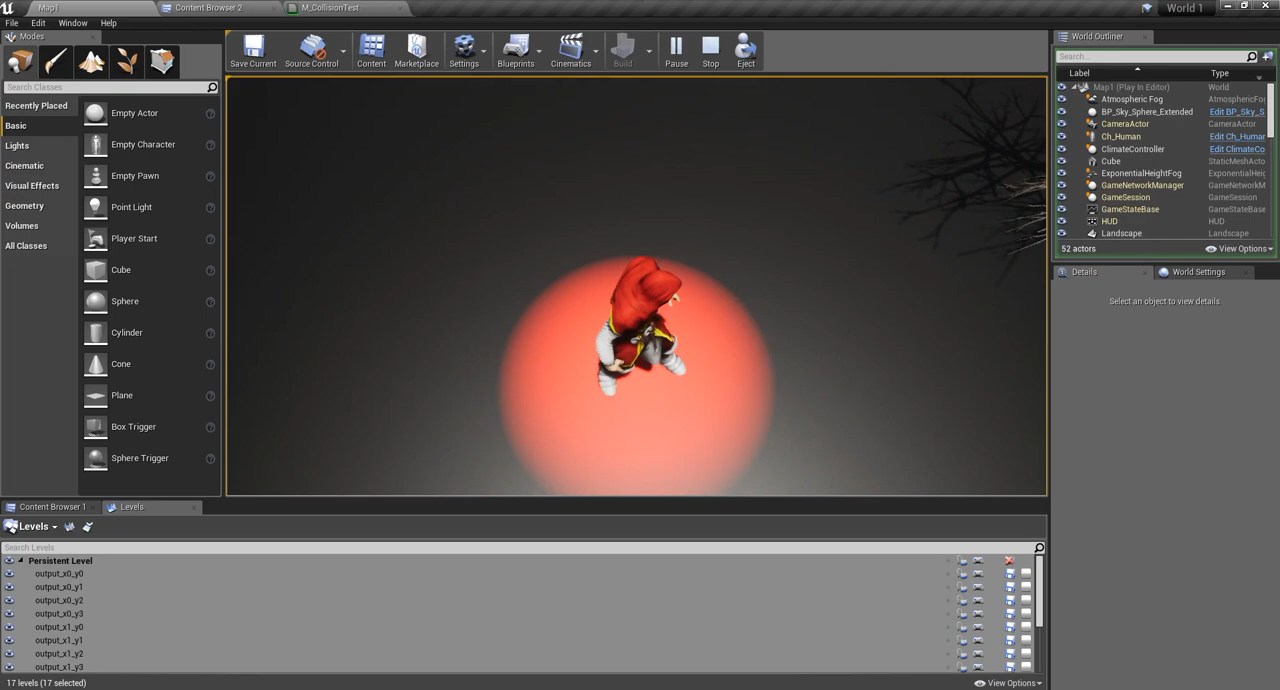 Map1
Content Browser 2
M_CollisionTest
World 1
File Edit Window Help
Modes
Search Classes
Recently Placed
Basic
Lights
Cinematic
Visual Effects
Geometry
Volumes
All Classes
Empty Actor
Empty Character
Empty Pawn
Point Light
Player Start
Cube
Sphere
Cylinder
Cone
Plane
Box Trigger
Sphere Trigger
Save Current
Source Control
Content
Marketplace
Settings
Blueprints
Cinematics
Build
Pause
Stop
Eject
World Outliner
Search...
Label Type
Map1 (Play In Editor) World
Atmospheric Fog AtmosphericFo
BP_Sky_Sphere_Extended Edit BP_Sky_S
CameraActor CameraActor
Ch_Human Edit Ch_Human
ClimateController Edit ClimateCo
Cube StaticMeshActo
ExponentialHeightFog ExponentialHeig
GameNetworkManager GameNetworkM
GameSession GameSession
GameStateBase GameStateBase
HUD HUD
Landscape Landscape
52 actors View Options
Details
World Settings
Select an object to view details.
Content Browser 1
Levels
Levels
Search Levels
Persistent Level
output_x0_y0
output_x0_y1
output_x0_y2
output_x0_y3
output_x1_y0
output_x1_y1
output_x1_y2
output_x1_y3
17 levels (17 selected)
View Options